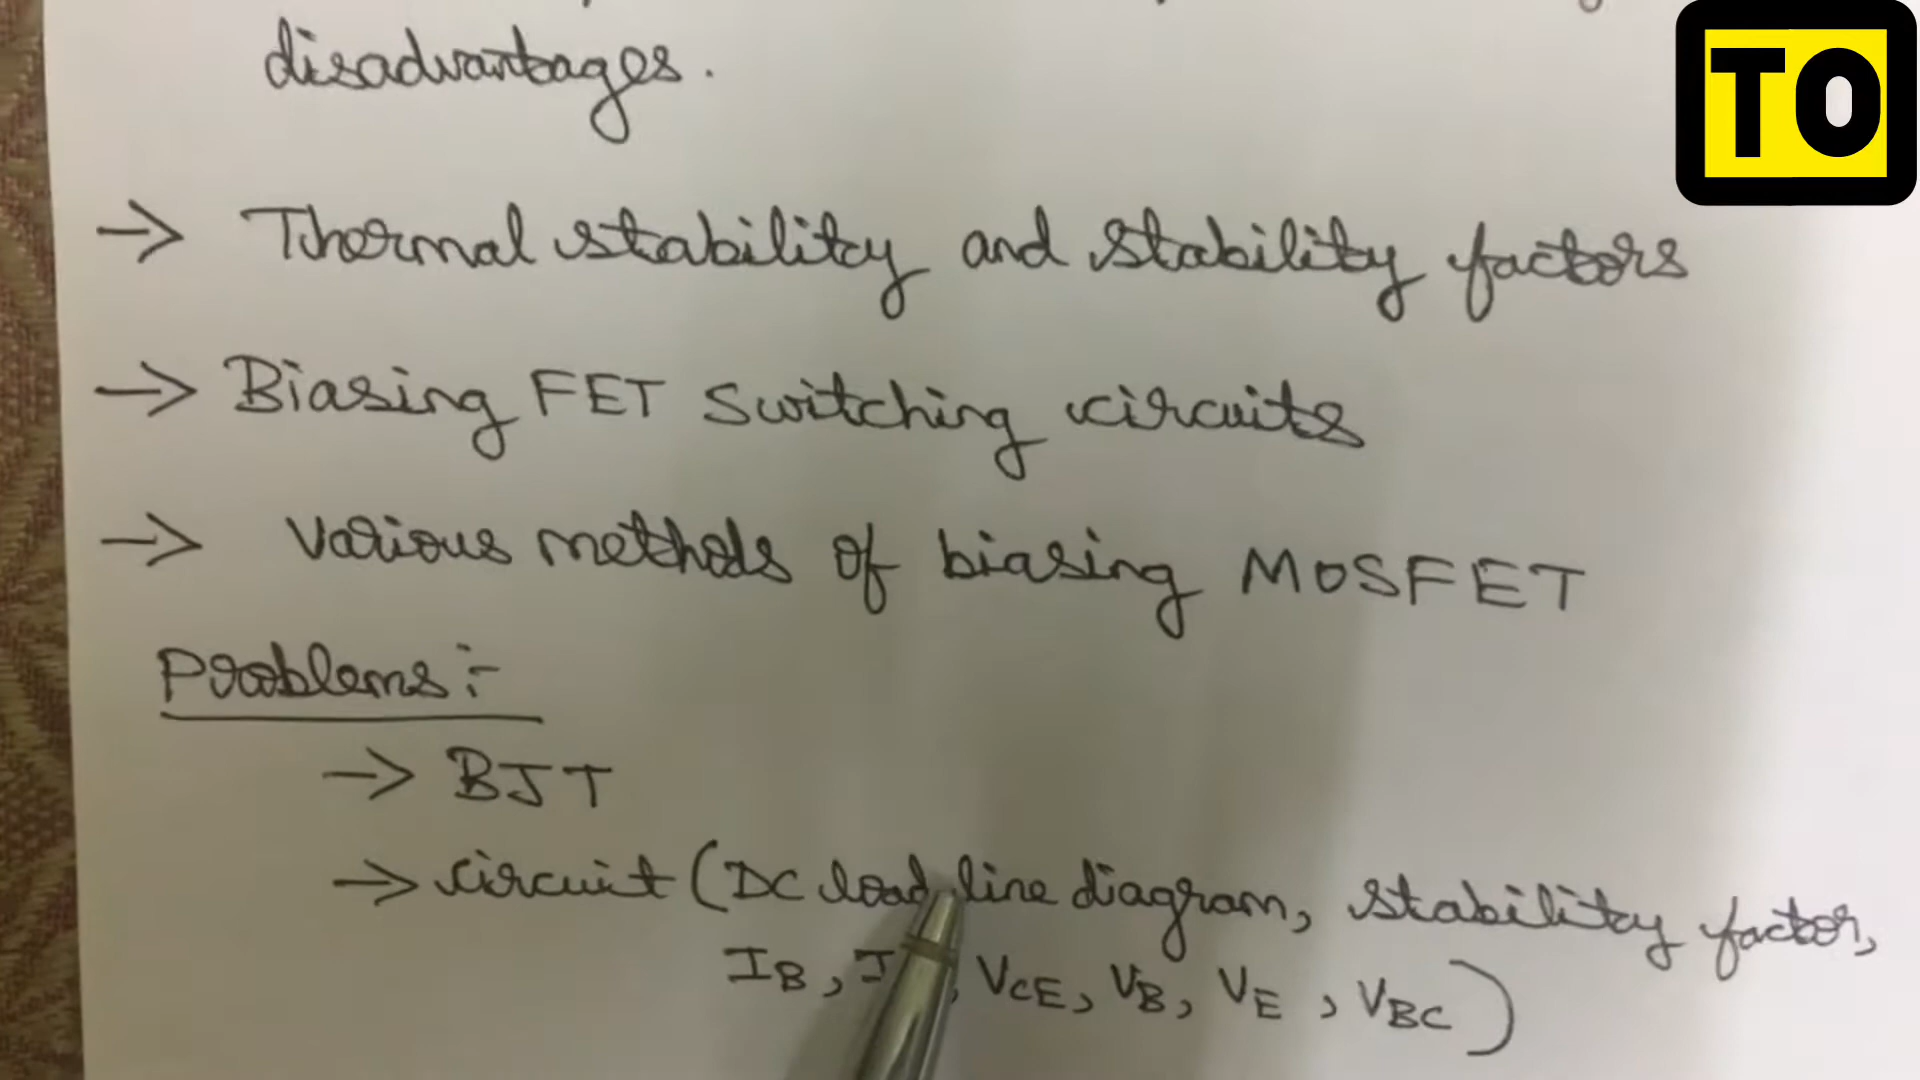 disadvantages.
TO
→ Thermal stability and stability factors
→ Biasing FET switching circuits
→ Various methods of biasing MOSFET
Problems:-
→ BJT
→ circuit (DC load line diagram, stability factor,
IB, , VCE, VB, VE, VBC)